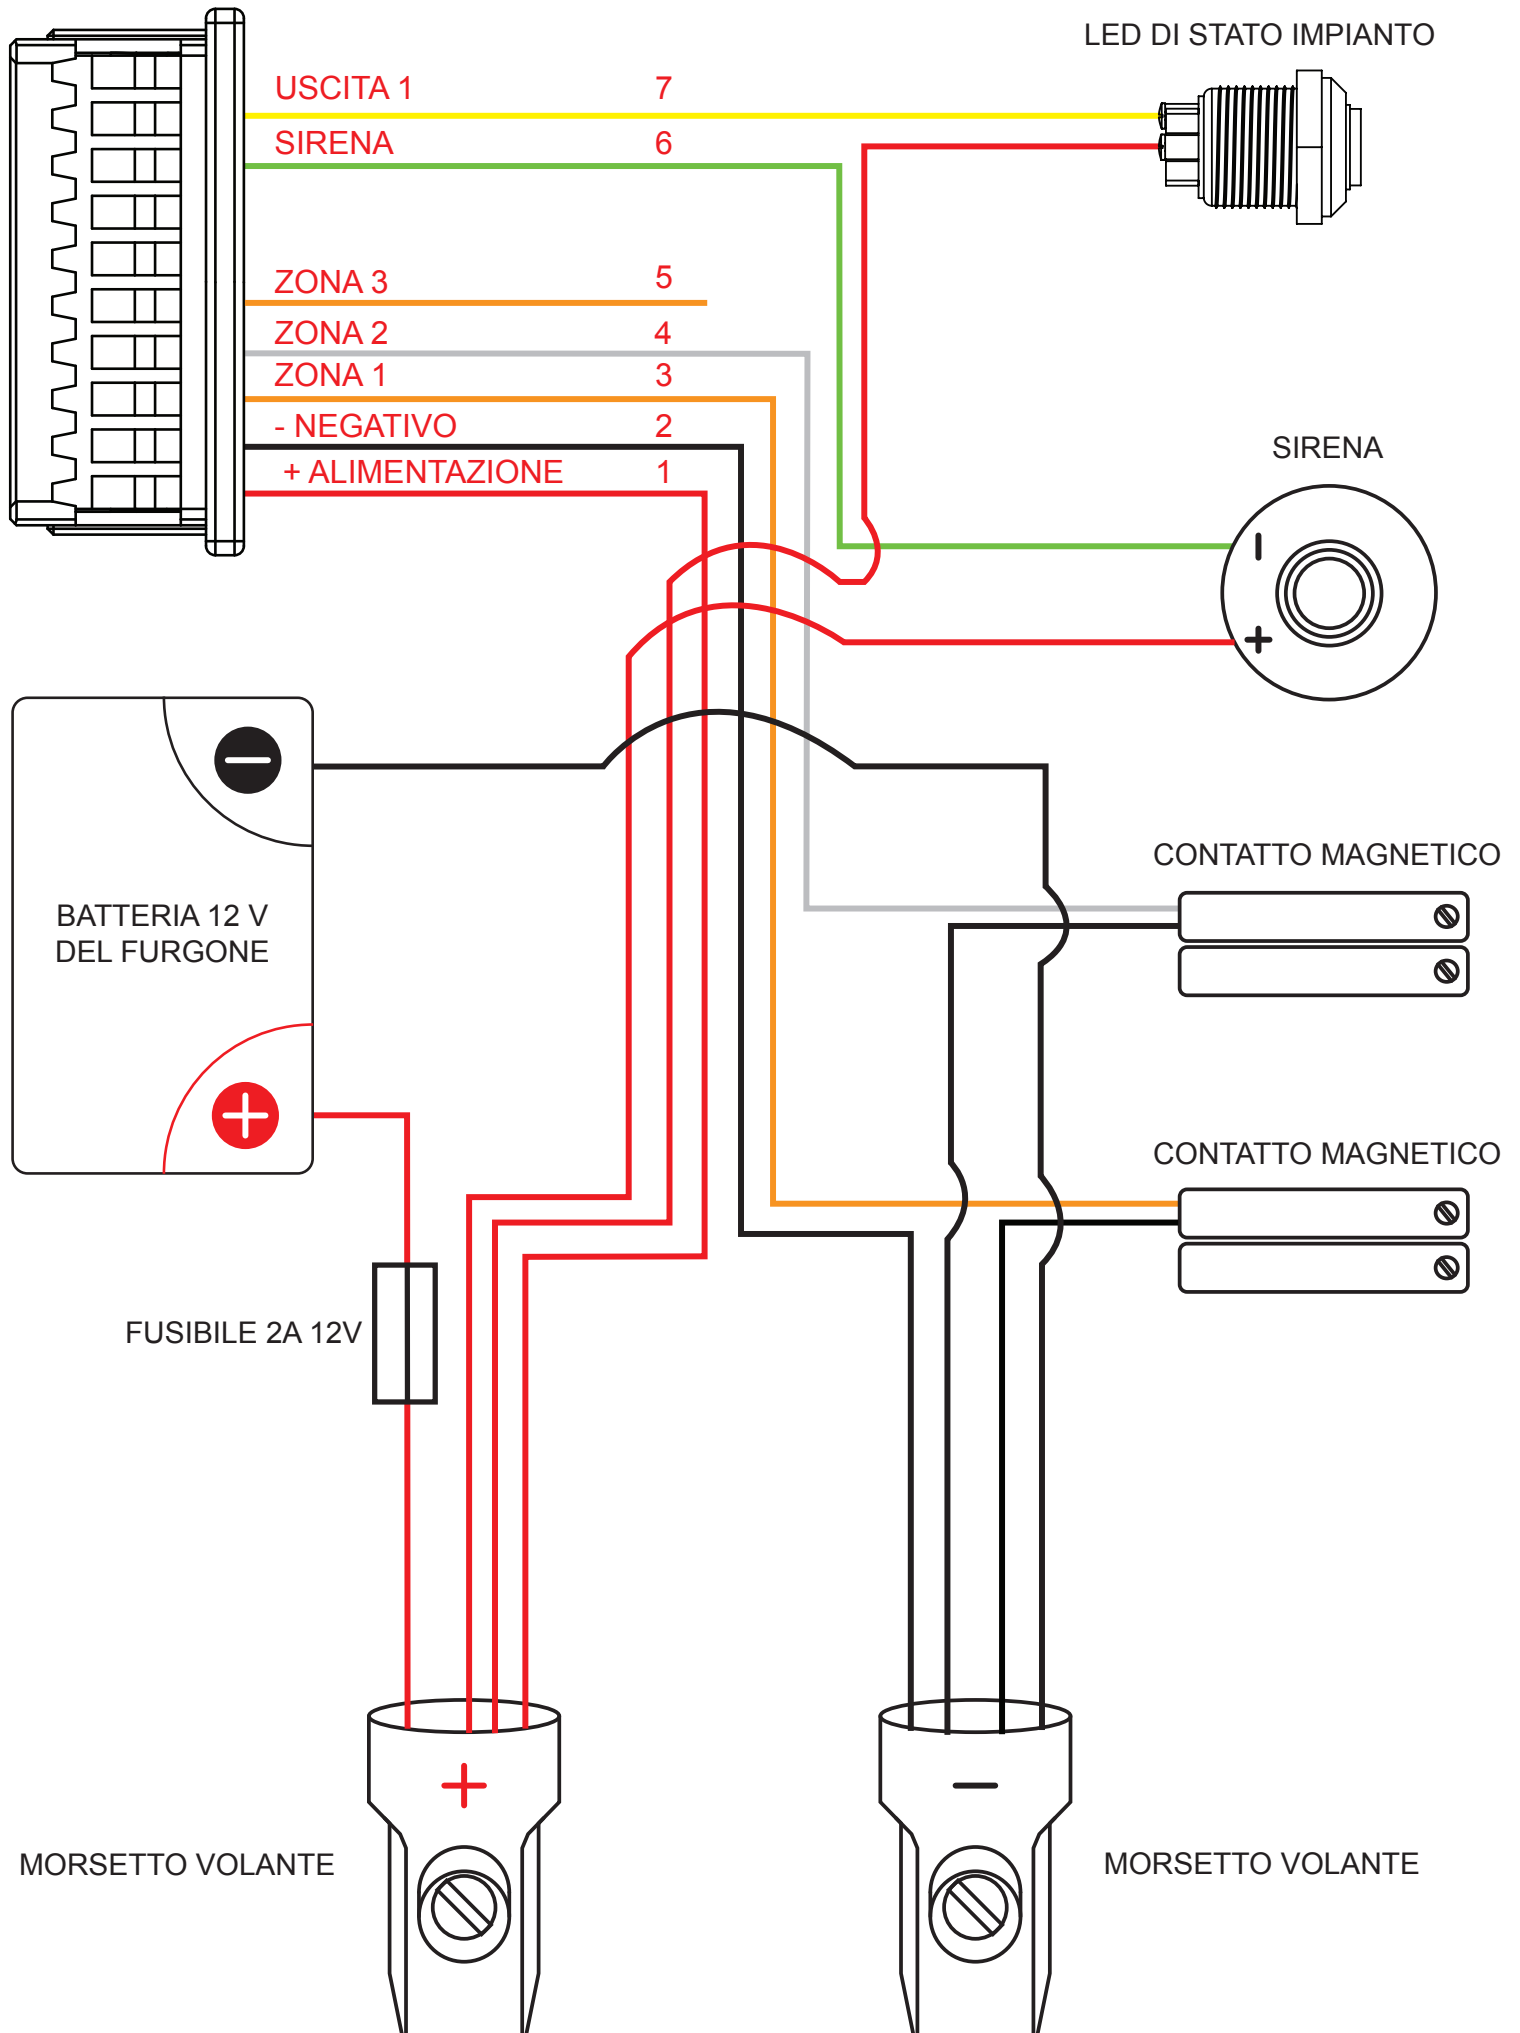 LED DI STATO IMPIANTO
USCITA 1 7
SIRENA 6
ZONA 3 5
ZONA 2 4
ZONA 1 3
- NEGATIVO 2
+ ALIMENTAZIONE 1
SIRENA
BATTERIA 12 V
DEL FURGONE
CONTATTO MAGNETICO
CONTATTO MAGNETICO
FUSIBILE 2A 12V
MORSETTO VOLANTE
MORSETTO VOLANTE